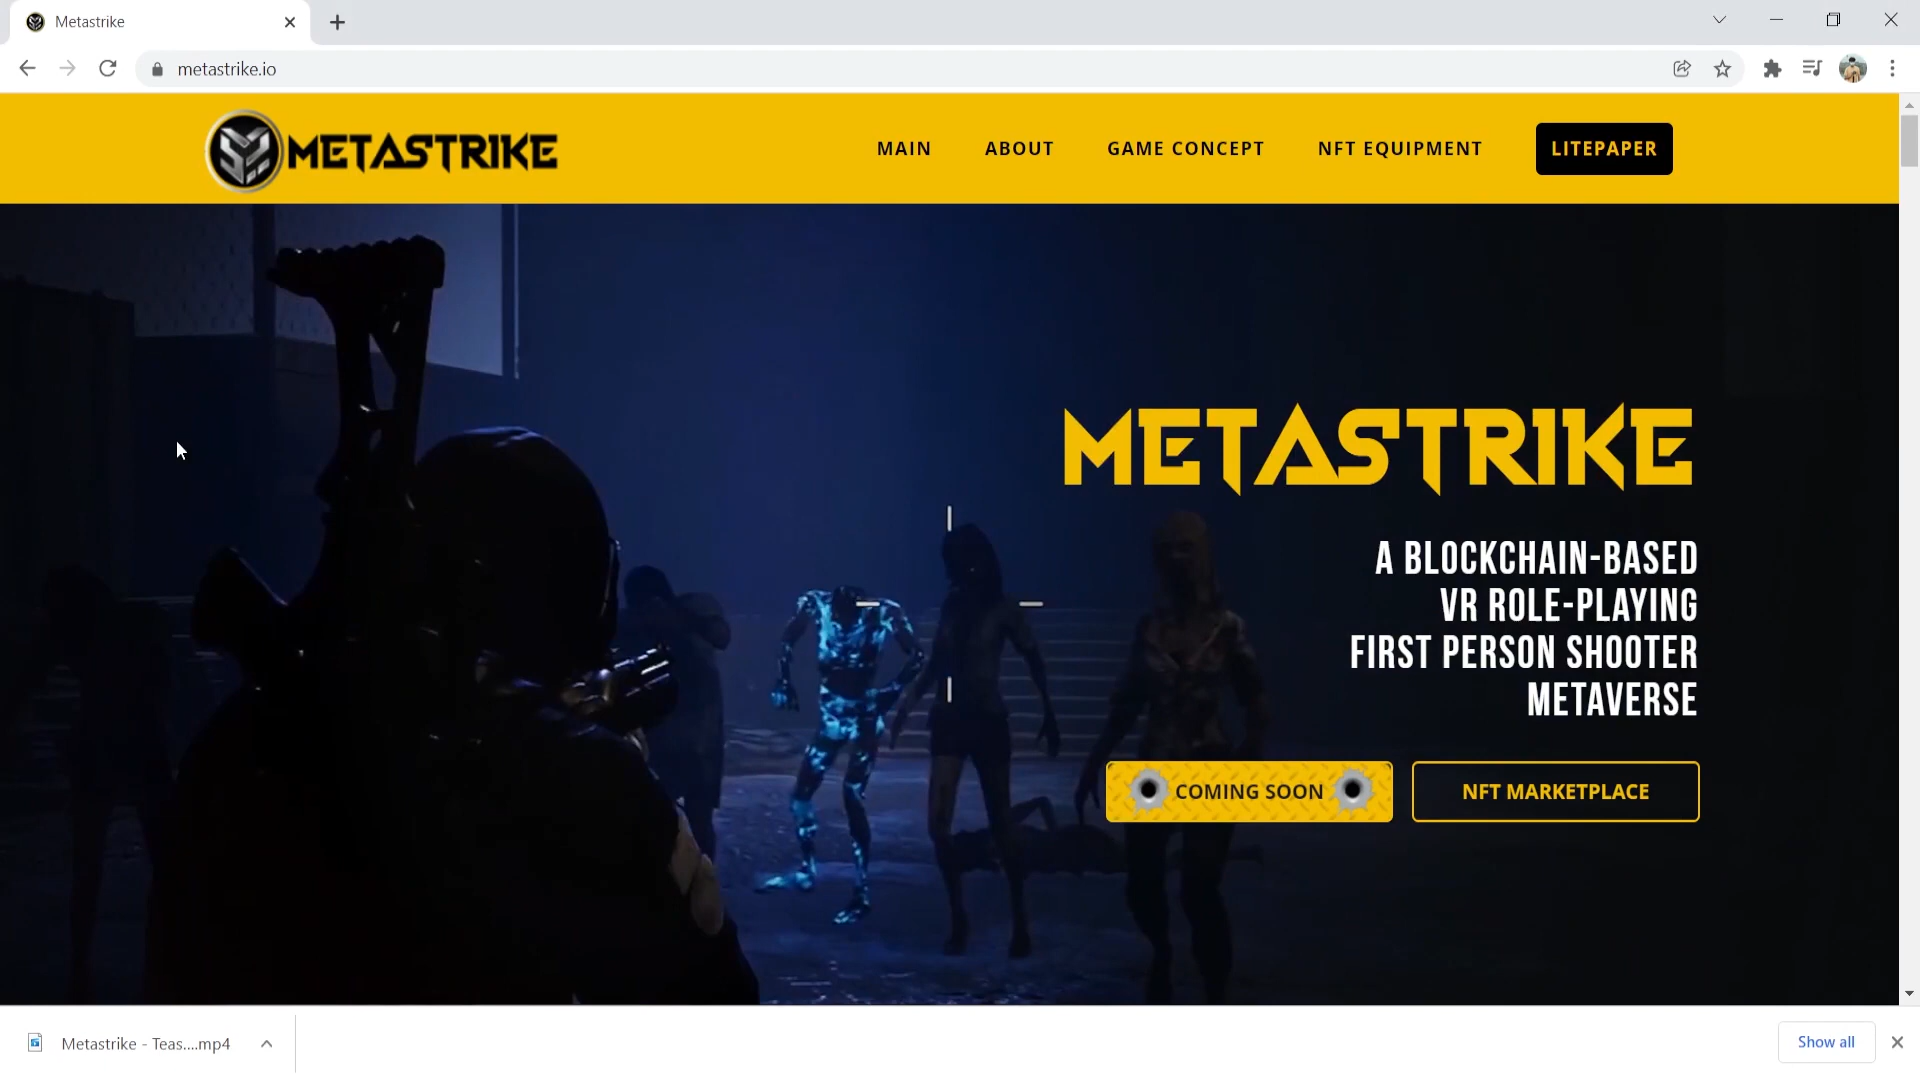 Metastrike
metastrike.io
METASTRIKE
MAIN
ABOUT
GAME CONCEPT
NFT EQUIPMENT
LITEPAPER
METASTRIKE
A BLOCKCHAIN-BASED
VR ROLE-PLAYING
FIRST PERSON SHOOTER
METAVERSE
COMING SOON
NFT MARKETPLACE
Metastrike - Teas....mp4
Show all